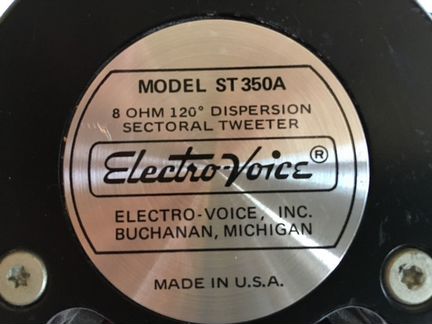 MODEL ST350A
8 OHM 120° DISPERSION
SECTORAL TWEETER
Electro-Voice®
ELECTRO-VOICE, INC.
BUCHANAN, MICHIGAN
MADE IN U.S.A.